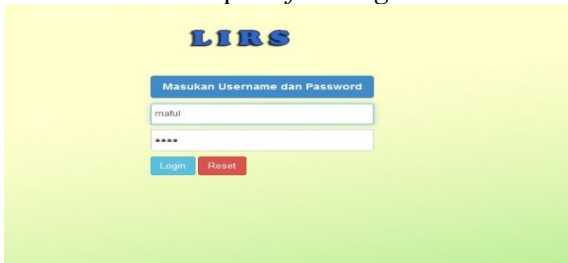 LIRS
Masukan Username dan Password
maful
••••
Login Reset